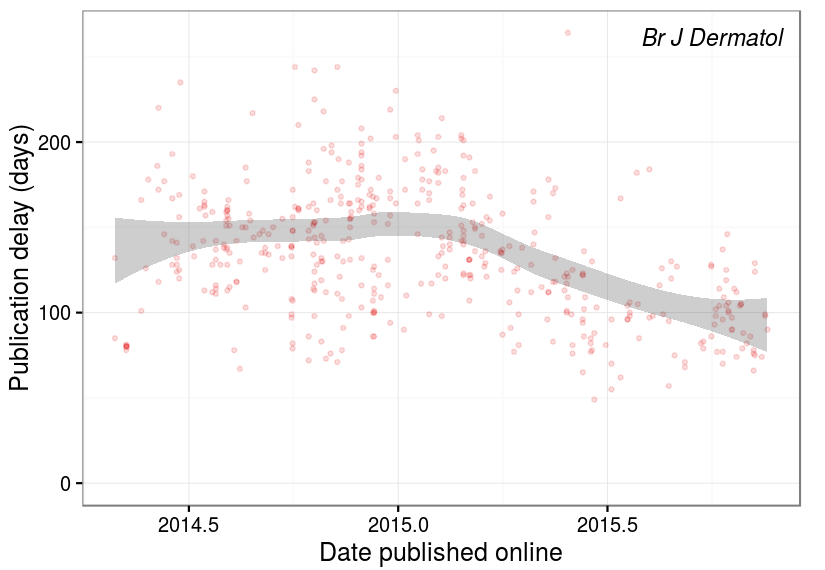 Br J Dermatol
Publication delay (days)
200
100
0
2014.5 2015.0 2015.5
Date published online